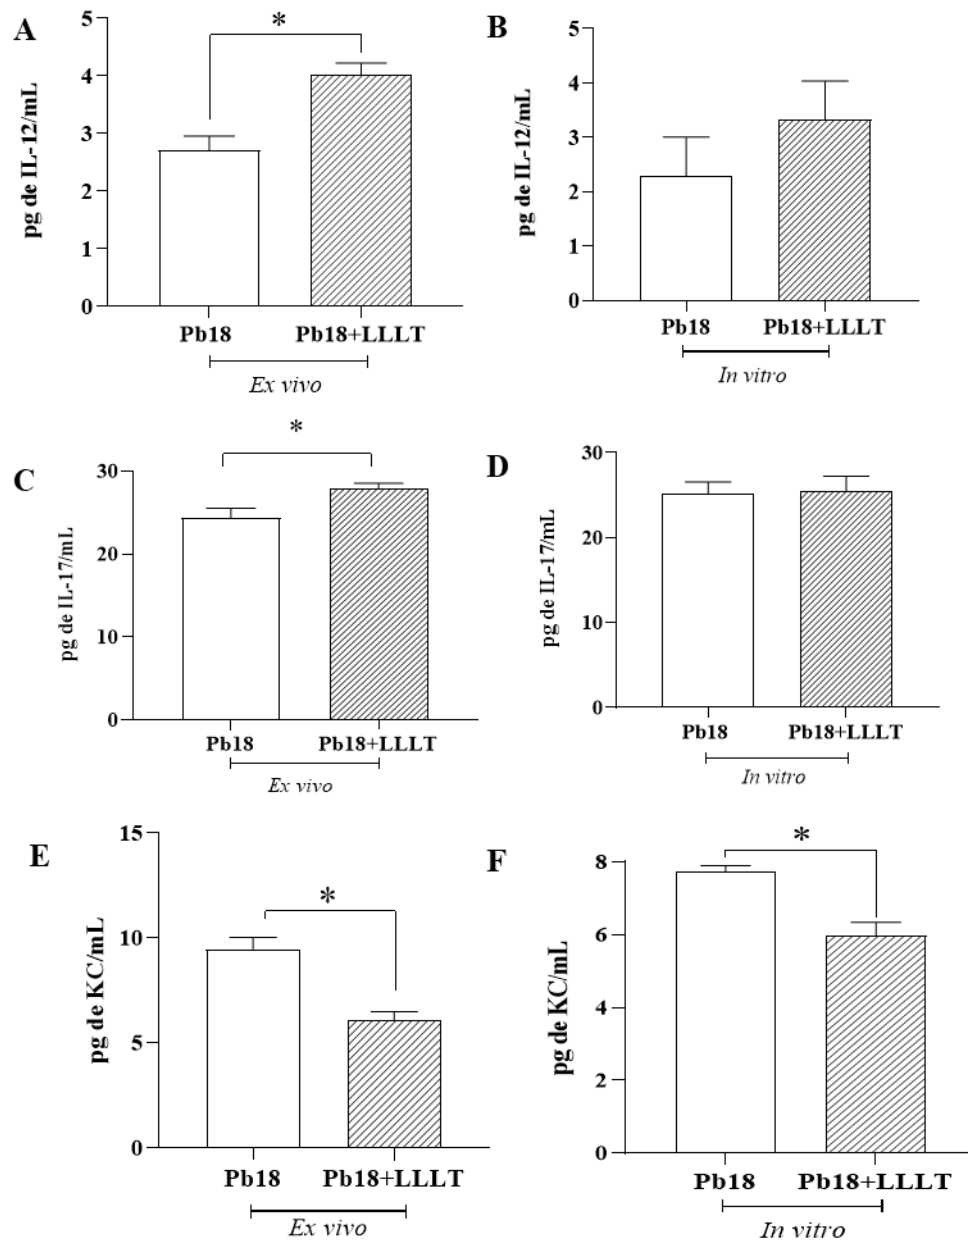 A
pg de IL-12/mL
5
4
3
2
1
0
*
Pb18 Pb18+LLLT
Ex vivo
B
pg de IL-12/mL
5
4
3
2
1
0
Pb18 Pb18+LLLT
In vitro
C
pg de IL-17/mL
30
20
10
0
*
Pb18 Pb18+LLLT
Ex vivo
D
pg de IL-17/mL
30
20
10
0
Pb18 Pb18+LLLT
In vitro
E
pg de KC/mL
15
10
5
0
*
Pb18 Pb18+LLLT
Ex vivo
F
pg de KC/mL
8
6
4
2
0
*
Pb18 Pb18+LLLT
In vitro